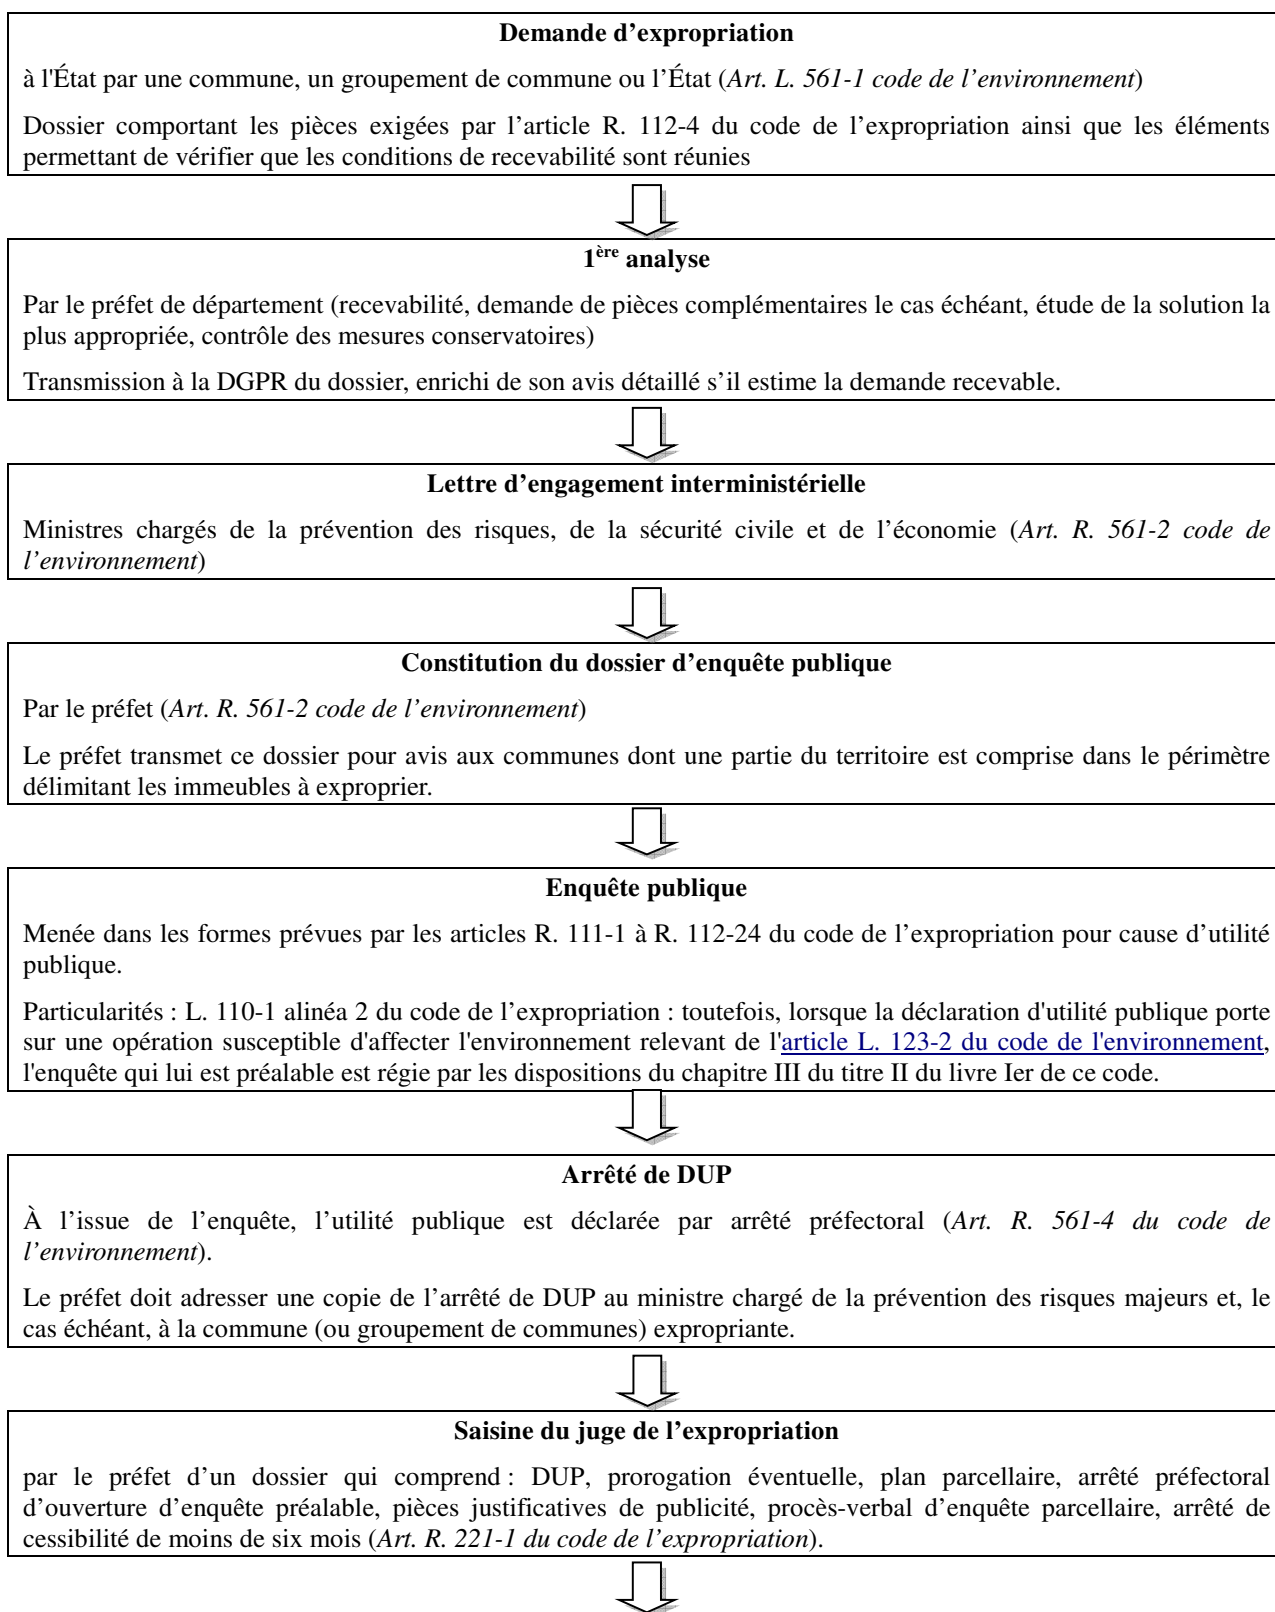 Demande d’expropriation
à l'État par une commune, un groupement de commune ou l’État (Art. L. 561-1 code de l’environnement)
Dossier comportant les pièces exigées par l’article R. 112-4 du code de l’expropriation ainsi que les éléments
permettant de vérifier que les conditions de recevabilité sont réunies
1ère analyse
Par le préfet de département (recevabilité, demande de pièces complémentaires le cas échéant, étude de la solution la
plus appropriée, contrôle des mesures conservatoires)
Transmission à la DGPR du dossier, enrichi de son avis détaillé s’il estime la demande recevable.
Lettre d’engagement interministérielle
Ministres chargés de la prévention des risques, de la sécurité civile et de l’économie (Art. R. 561-2 code de
l’environnement)
Constitution du dossier d’enquête publique
Par le préfet (Art. R. 561-2 code de l’environnement)
Le préfet transmet ce dossier pour avis aux communes dont une partie du territoire est comprise dans le périmètre
délimitant les immeubles à exproprier.
Enquête publique
Menée dans les formes prévues par les articles R. 111-1 à R. 112-24 du code de l’expropriation pour cause d’utilité
publique.
Particularités : L. 110-1 alinéa 2 du code de l’expropriation : toutefois, lorsque la déclaration d'utilité publique porte
sur une opération susceptible d'affecter l'environnement relevant de l'article L. 123-2 du code de l'environnement,
l'enquête qui lui est préalable est régie par les dispositions du chapitre III du titre II du livre Ier de ce code.
Arrêté de DUP
À l’issue de l’enquête, l’utilité publique est déclarée par arrêté préfectoral (Art. R. 561-4 du code de
l’environnement).
Le préfet doit adresser une copie de l’arrêté de DUP au ministre chargé de la prévention des risques majeurs et, le
cas échéant, à la commune (ou groupement de communes) expropriante.
Saisine du juge de l’expropriation
par le préfet d’un dossier qui comprend : DUP, prorogation éventuelle, plan parcellaire, arrêté préfectoral
d’ouverture d’enquête préalable, pièces justificatives de publicité, procès-verbal d’enquête parcellaire, arrêté de
cessibilité de moins de six mois (Art. R. 221-1 du code de l’expropriation).